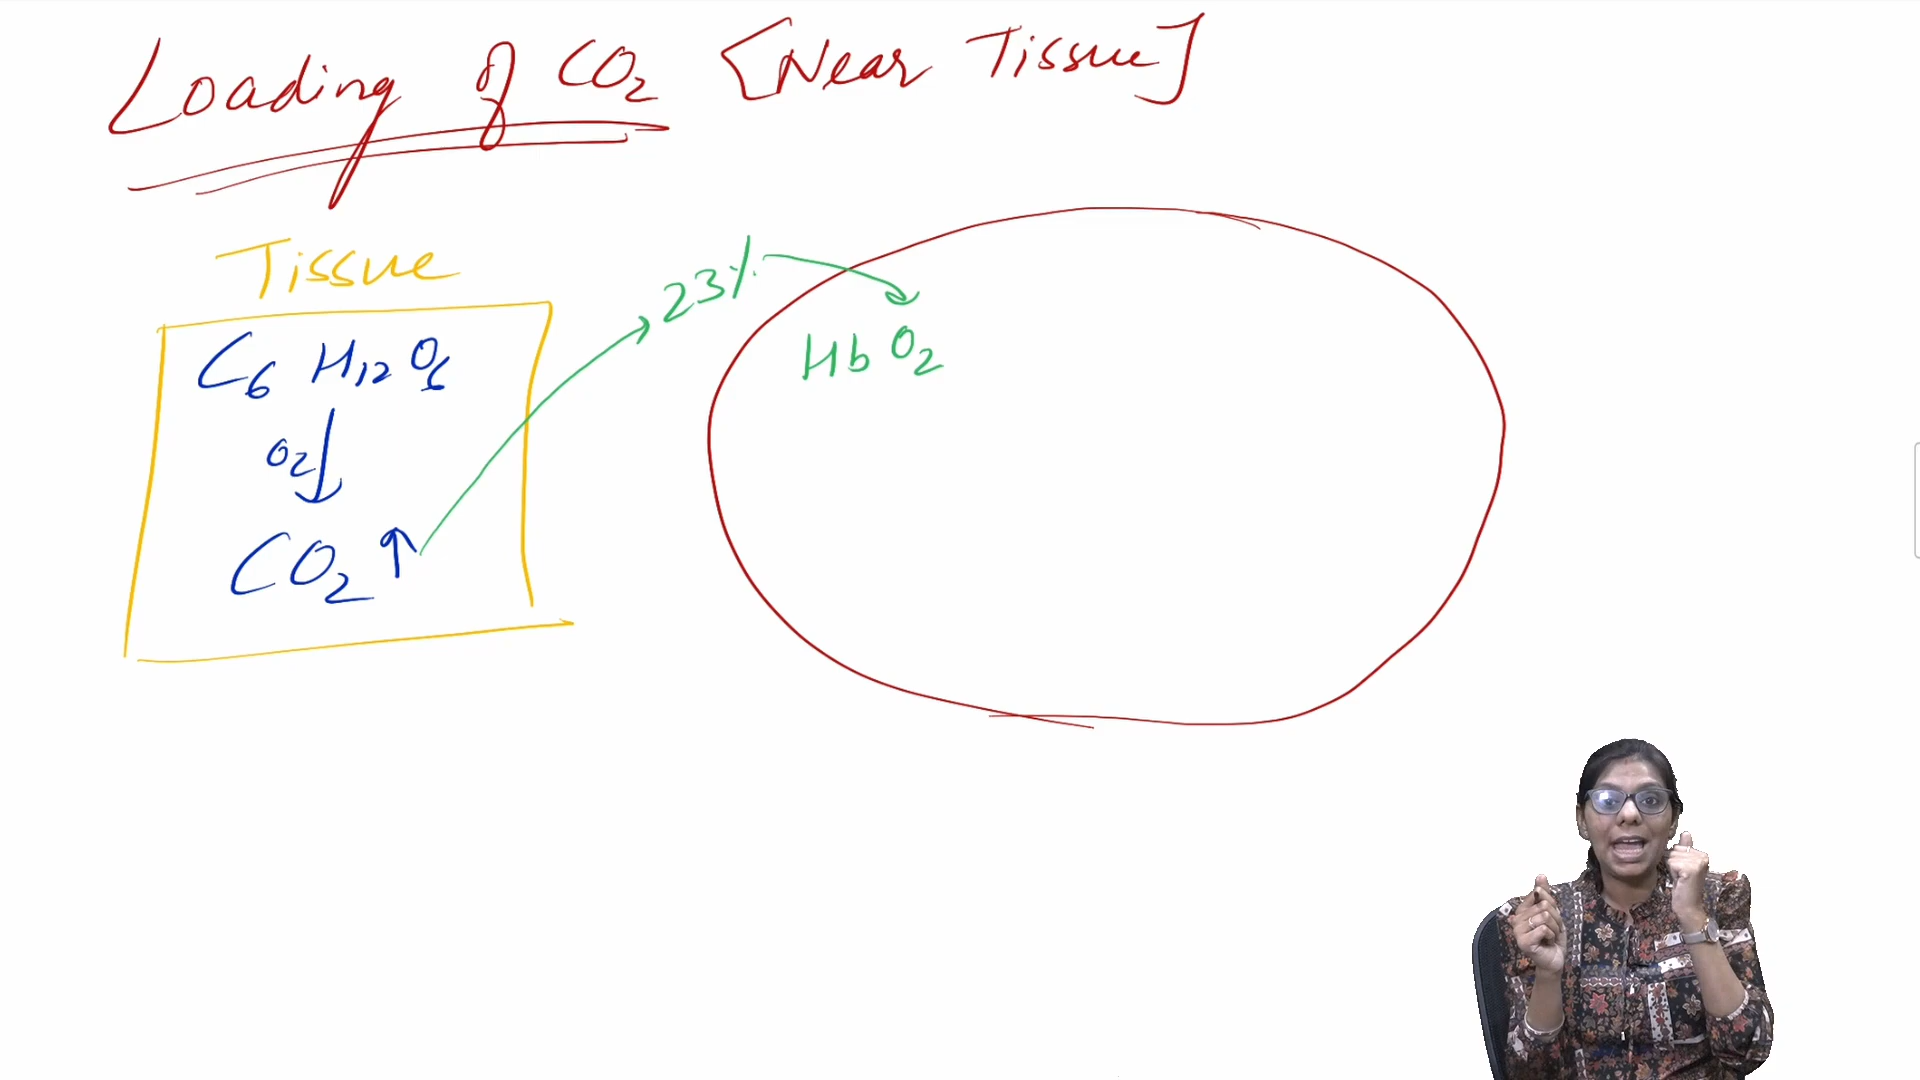 Loading of CO₂ [Near Tissue]
Tissue
23%
C₆ H₁₂ O₆
HbO₂
O₂
CO₂ ↑